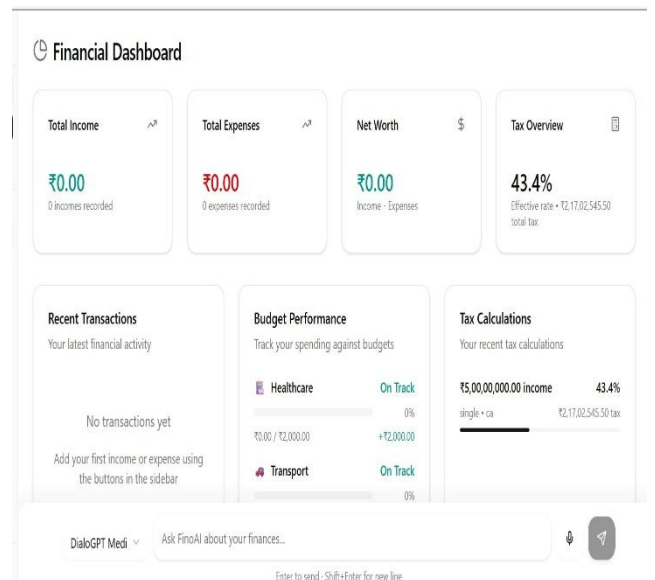 Financial Dashboard
Total Income
₹0.00
0 incomes recorded
Total Expenses
₹0.00
0 expenses recorded
Net Worth
$
₹0.00
Income - Expenses
Tax Overview
43.4%
Effective rate • ₹2,17,02,545.50
total tax
Recent Transactions
Your latest financial activity
No transactions yet
Add your first income or expense using
the buttons in the sidebar
Budget Performance
Track your spending against budgets
Healthcare On Track
0%
₹0.00 / ₹2,000.00 +₹2,000.00
Transport On Track
0%
Tax Calculations
Your recent tax calculations
₹5,00,00,000.00 income 43.4%
single • ca ₹2,17,02,545.50 tax
DialoGPT Medi
Ask FinoAI about your finances...
Enter to send · Shift+Enter for new line